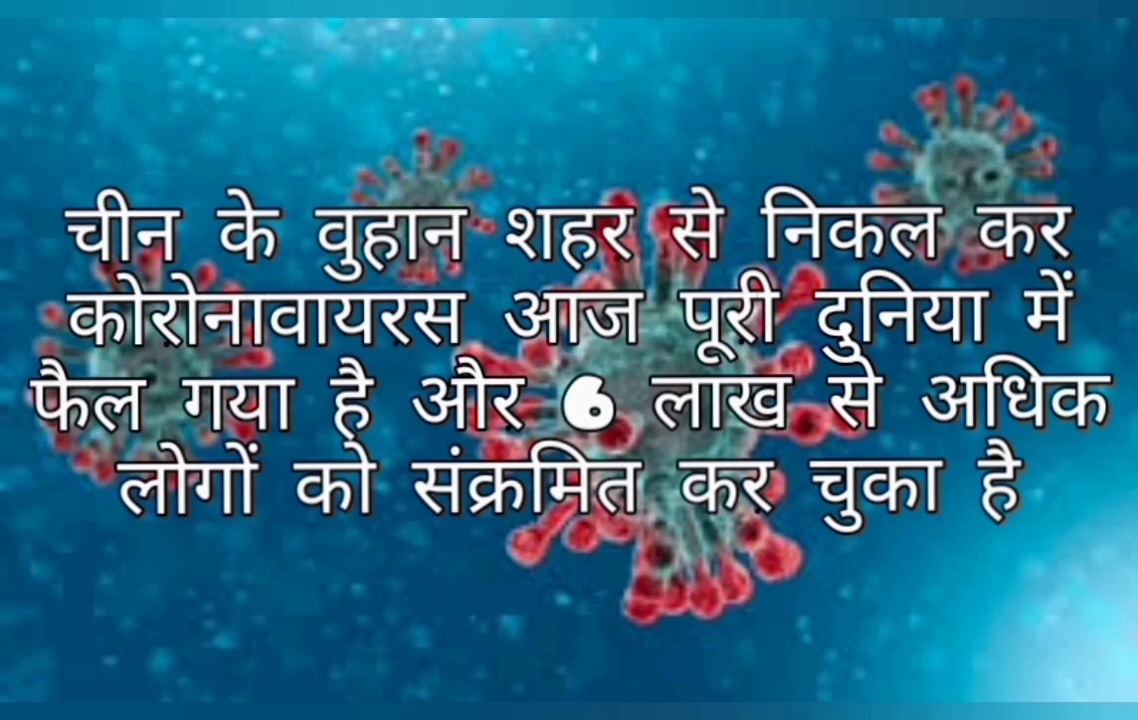 चीन के वुहान शहर से निकल कर
कोरोनावायरस आज पूरी दुनिया में
फैल गया है और 6 लाख से अधिक
लोगों को संक्रमित कर चुका है